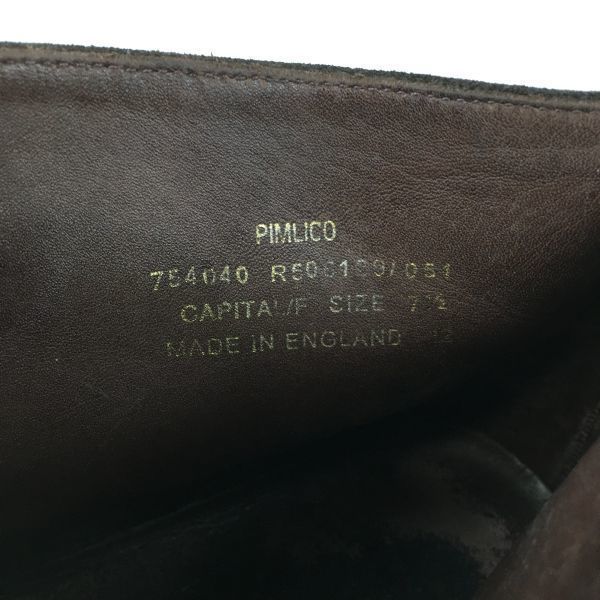 PIMLICO
754040 R506199/051
CAPITAL/F SIZE 7½
MADE IN ENGLAND